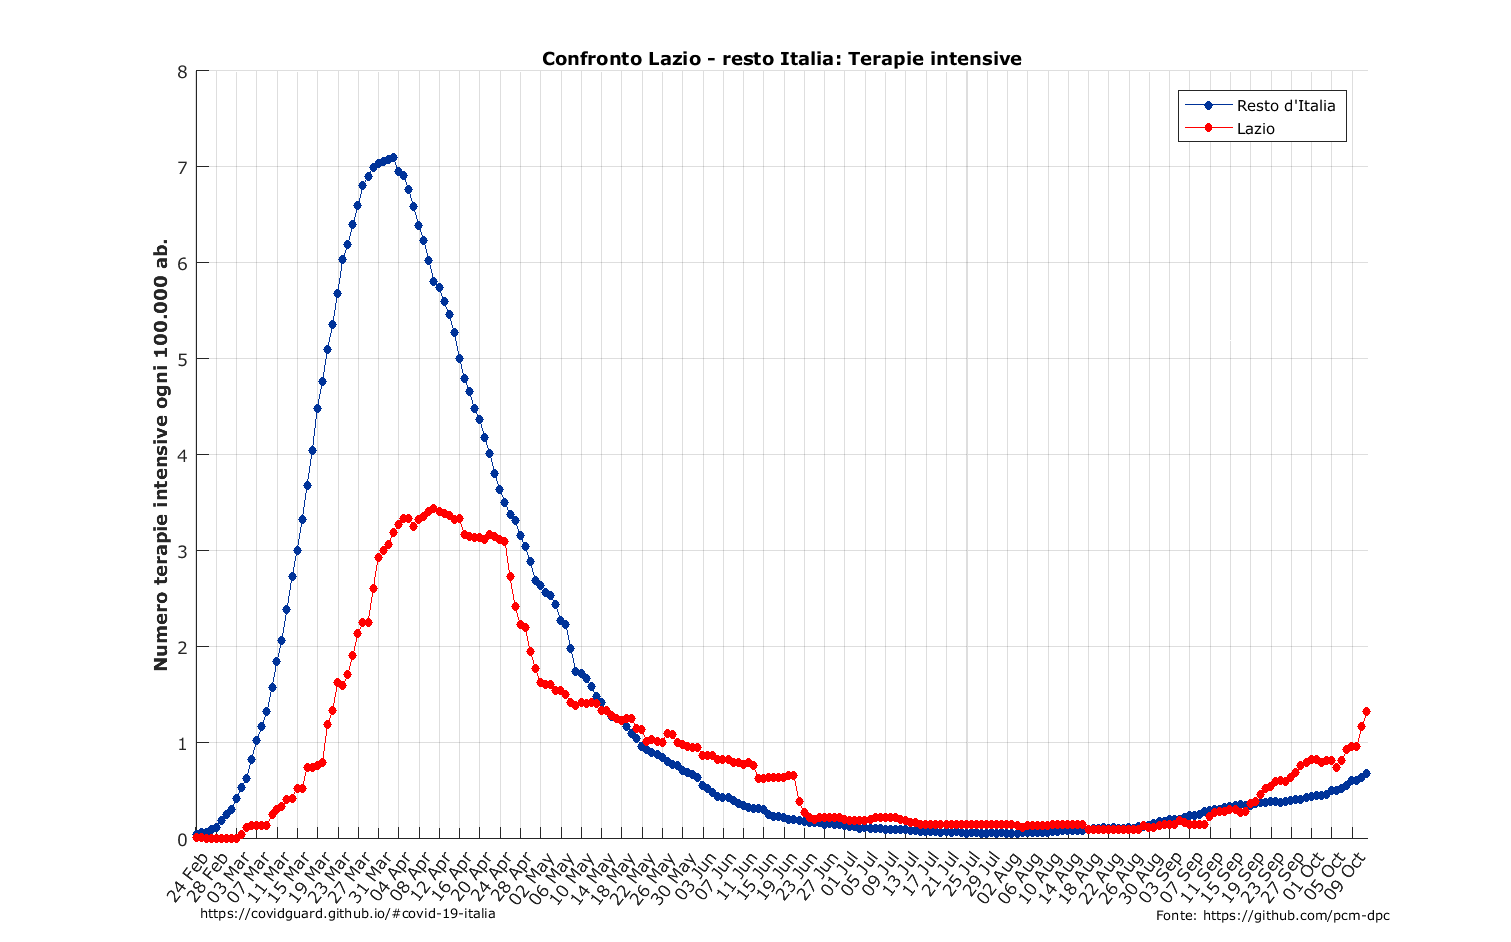 Confronto Lazio - resto Italia: Terapie intensive
Resto d'Italia
Lazio
Numero terapie intensive ogni 100.000 ab.
8
7
6
5
4
3
2
1
0
24 Feb
28 Feb
03 Mar
07 Mar
11 Mar
15 Mar
19 Mar
23 Mar
27 Mar
31 Mar
04 Apr
08 Apr
12 Apr
16 Apr
20 Apr
24 Apr
28 Apr
02 May
06 May
10 May
14 May
18 May
22 May
26 May
30 May
03 Jun
07 Jun
11 Jun
15 Jun
19 Jun
23 Jun
27 Jun
01 Jul
05 Jul
09 Jul
13 Jul
17 Jul
21 Jul
25 Jul
29 Jul
02 Aug
06 Aug
10 Aug
14 Aug
18 Aug
22 Aug
26 Aug
30 Aug
03 Sep
07 Sep
11 Sep
15 Sep
19 Sep
23 Sep
27 Sep
01 Oct
05 Oct
09 Oct
https://covidguard.github.io/#covid-19-italia
Fonte: https://github.com/pcm-dpc